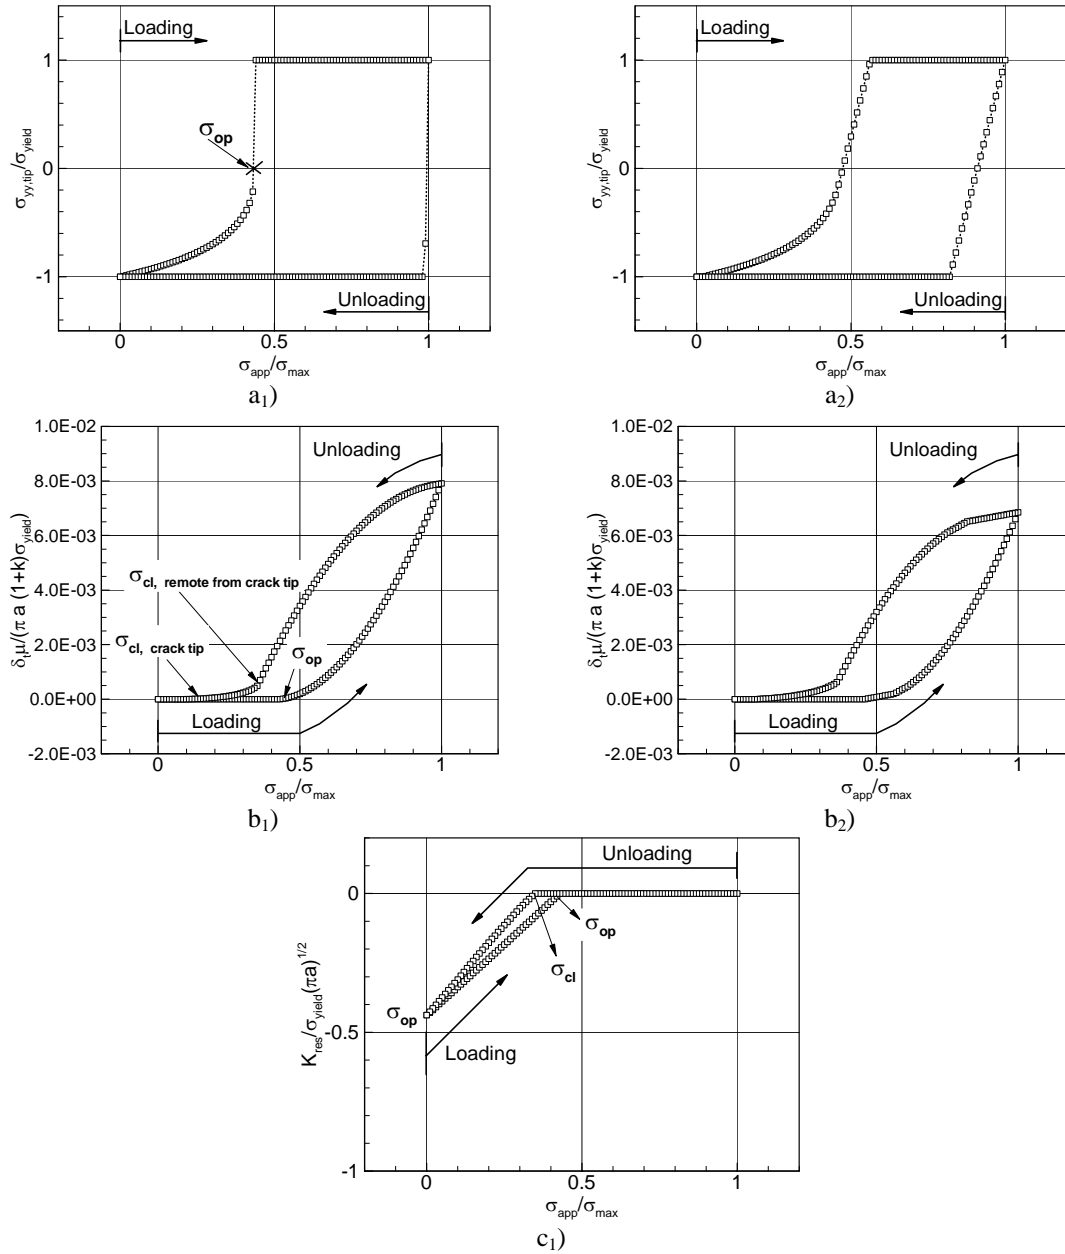 Loading
1
0
-1
σyy,tip/σyield
σop
Unloading
0
0.5
1
σapp/σmax
a1)
Loading
1
0
-1
σyy,tip/σyield
Unloading
0
0.5
1
σapp/σmax
a2)
1.0E-02
8.0E-03
6.0E-03
4.0E-03
2.0E-03
0.0E+00
-2.0E-03
δtμ/(π a (1+k)σyield)
Unloading
σcl, remote from crack tip
σcl, crack tip
σop
Loading
0
0.5
1
σapp/σmax
b1)
1.0E-02
8.0E-03
6.0E-03
4.0E-03
2.0E-03
0.0E+00
-2.0E-03
δtμ/(π a (1+k)σyield)
Unloading
Loading
0
0.5
1
σapp/σmax
b2)
0
-0.5
-1
Kres/σyield(πa)1/2
Unloading
σop
σcl
σop
Loading
0
0.5
1
σapp/σmax
c1)